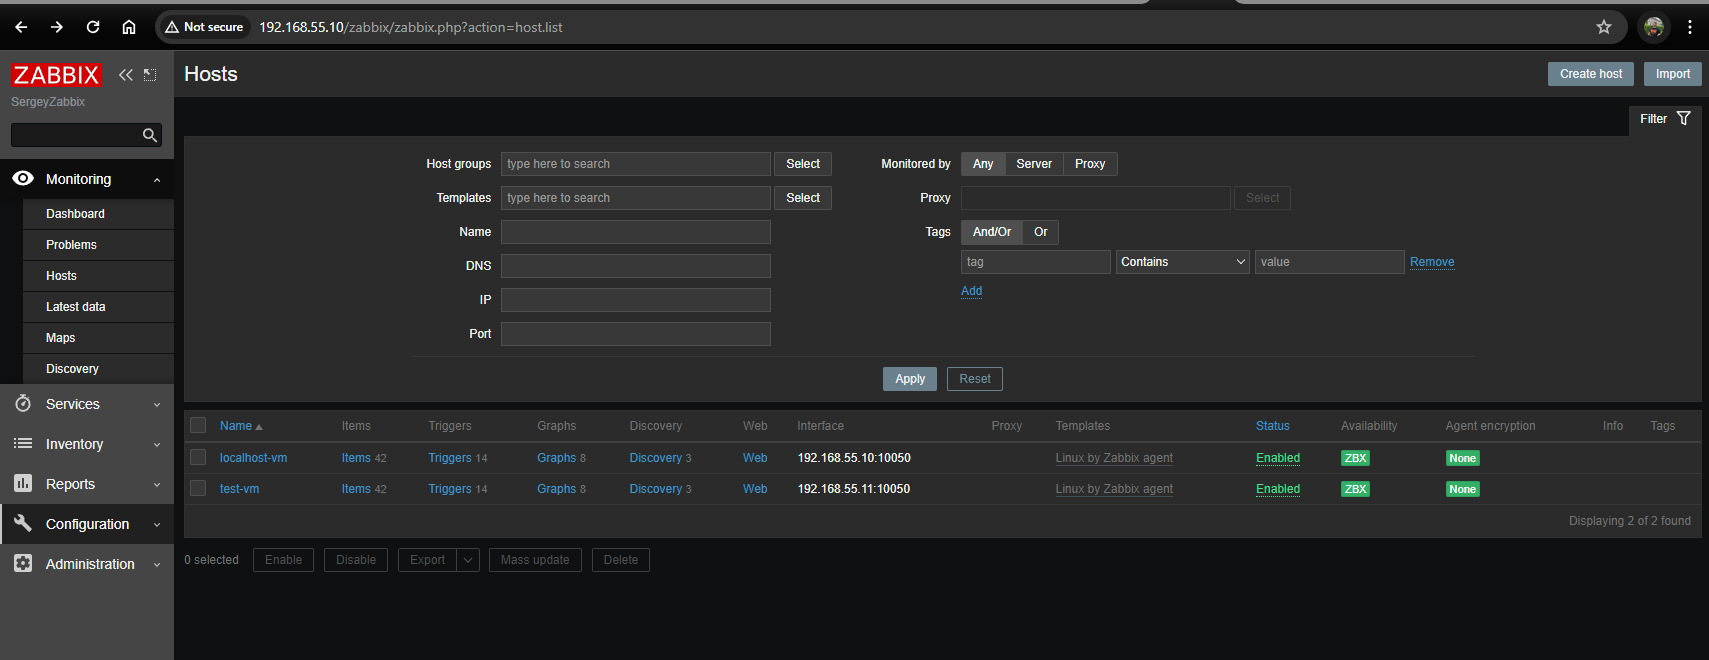 Not secure 192.168.55.10/zabbix/zabbix.php?action=host.list
ZABBIX
SergeyZabbix
Monitoring
Dashboard
Problems
Hosts
Latest data
Maps
Discovery
Services
Inventory
Reports
Configuration
Administration
Hosts
Create host Import
Filter
Host groups type here to search Select
Templates type here to search Select
Name
DNS
IP
Port
Monitored by Any Server Proxy
Proxy Select
Tags And/Or Or
tag Contains value Remove
Add
Apply Reset
Name Items Triggers Graphs Discovery Web Interface Proxy Templates Status Availability Agent encryption Info Tags
localhost-vm Items 42 Triggers 14 Graphs 8 Discovery 3 Web 192.168.55.10:10050 Linux by Zabbix agent Enabled ZBX None
test-vm Items 42 Triggers 14 Graphs 8 Discovery 3 Web 192.168.55.11:10050 Linux by Zabbix agent Enabled ZBX None
Displaying 2 of 2 found
0 selected Enable Disable Export Mass update Delete